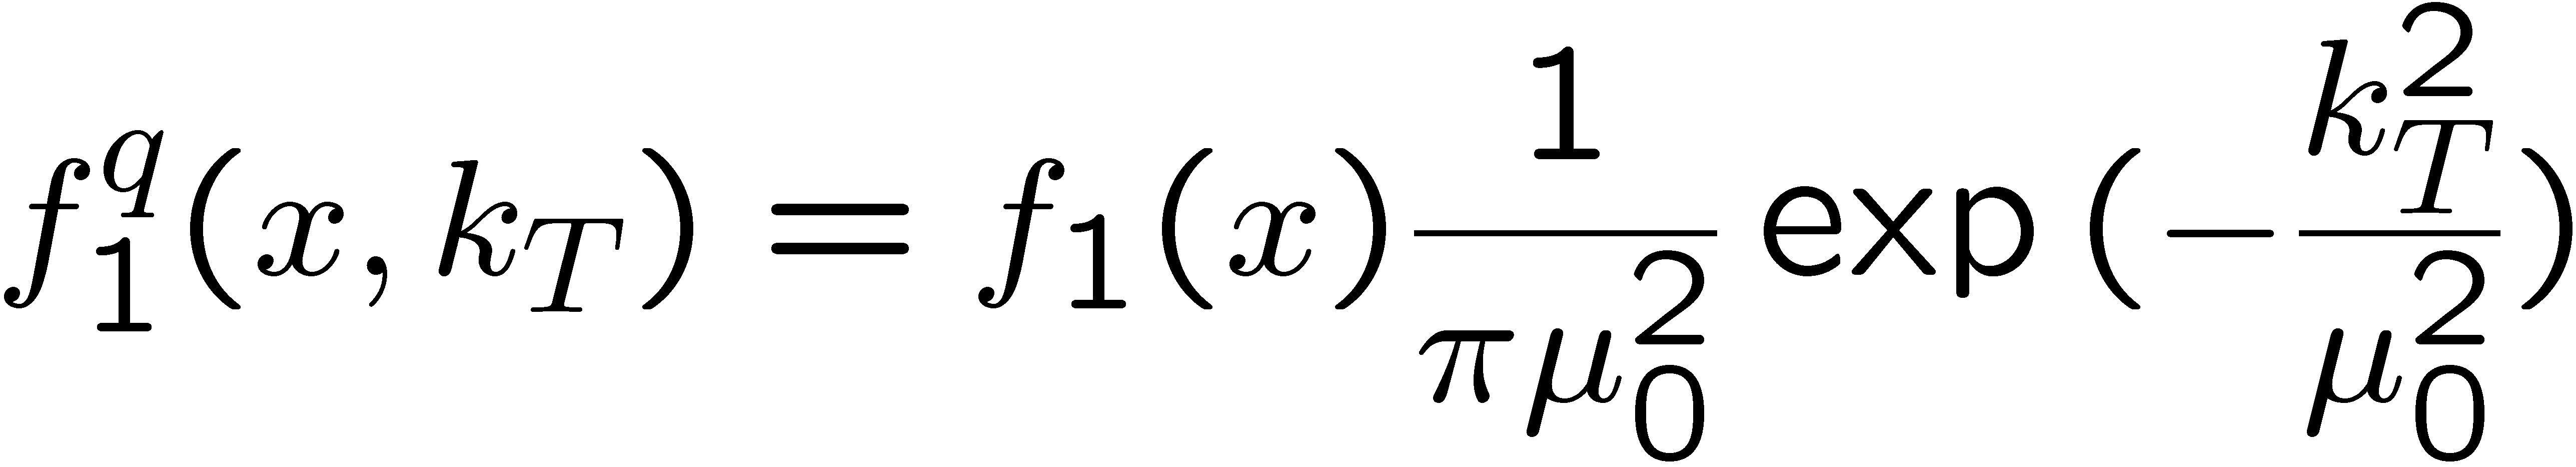 f_1^q(x, k_T) = f_1(x) \frac{1}{\pi\mu_0^2} \exp(-\frac{k_T^2}{\mu_0^2})